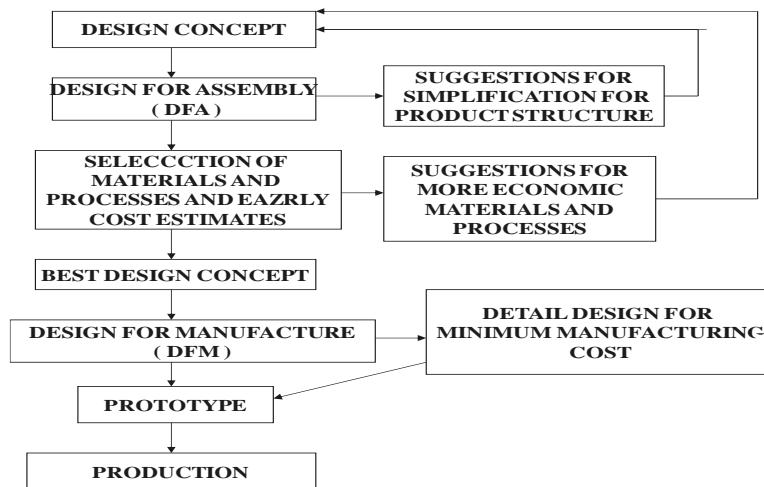 DESIGN CONCEPT
DESIGN FOR ASSEMBLY
( DFA )
SUGGESTIONS FOR
SIMPLIFICATION FOR
PRODUCT STRUCTURE
SELECCCTION OF
MATERIALS AND
PROCESSES AND EAZRLY
COST ESTIMATES
SUGGESTIONS FOR
MORE ECONOMIC
MATERIALS AND
PROCESSES
BEST DESIGN CONCEPT
DESIGN FOR MANUFACTURE
( DFM )
DETAIL DESIGN FOR
MINIMUM MANUFACTURING
COST
PROTOTYPE
PRODUCTION